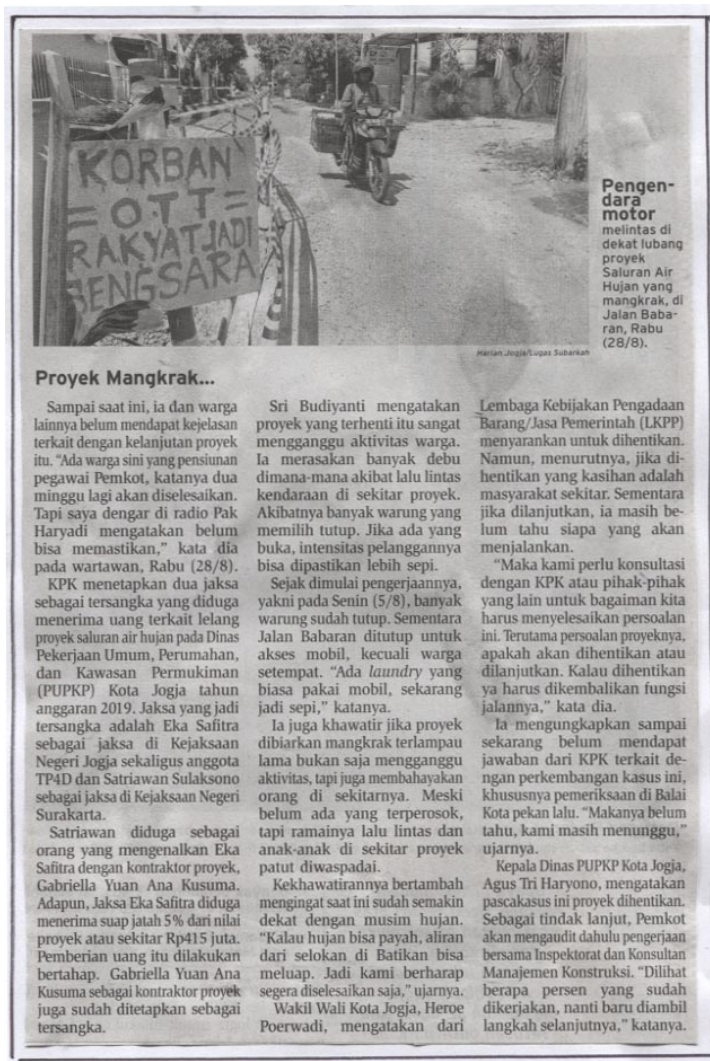 KORBAN
=OTT=
RAKYAT JADI
SENGSARA
Pengen-
dara
motor
melintas di
dekat lubang
proyek
Saluran Air
Hujan yang
mangkrak, di
Jalan Baba-
ran, Rabu
(28/8).
Harian Jogja/Lugas Subarkah
Proyek Mangkrak...
Sampai saat ini, ia dan warga
lainnya belum mendapat kejelasan
terkait dengan kelanjutan proyek
itu. “Ada warga sini yang pensiunan
pegawai Pemkot, katanya dua
minggu lagi akan diselesaikan.
Tapi saya dengar di radio Pak
Haryadi mengatakan belum
bisa memastikan,” kata dia
pada wartawan, Rabu (28/8).
KPK menetapkan dua jaksa
sebagai tersangka yang diduga
menerima uang terkait lelang
proyek saluran air hujan pada Dinas
Pekerjaan Umum, Perumahan,
dan Kawasan Permukiman
(PUPKP) Kota Jogja tahun
anggaran 2019. Jaksa yang jadi
tersangka adalah Eka Safitra
sebagai jaksa di Kejaksaan
Negeri Jogja sekaligus anggota
TP4D dan Satriawan Sulaksono
sebagai jaksa di Kejaksaan Negeri
Surakarta.
Satriawan diduga sebagai
orang yang mengenalkan Eka
Safitra dengan kontraktor proyek,
Gabriella Yuan Ana Kusuma.
Adapun, Jaksa Eka Safitra diduga
menerima suap jatah 5% dari nilai
proyek atau sekitar Rp415 juta.
Pemberian uang itu dilakukan
bertahap. Gabriella Yuan Ana
Kusuma sebagai kontraktor proyek
juga sudah ditetapkan sebagai
tersangka.
Sri Budiyanti mengatakan
proyek yang terhenti itu sangat
mengganggu aktivitas warga.
Ia merasakan banyak debu
dimana-mana akibat lalu lintas
kendaraan di sekitar proyek.
Akibatnya banyak warung yang
memilih tutup. Jika ada yang
buka, intensitas pelanggannya
bisa dipastikan lebih sepi.
Sejak dimulai pengerjaannya,
yakni pada Senin (5/8), banyak
warung sudah tutup. Sementara
Jalan Babaran ditutup untuk
akses mobil, kecuali warga
setempat. “Ada laundry yang
biasa pakai mobil, sekarang
jadi sepi,” katanya.
Ia juga khawatir jika proyek
dibiarkan mangkrak terlampau
lama bukan saja mengganggu
aktivitas, tapi juga membahayakan
orang di sekitarnya. Meski
belum ada yang terperosok,
tapi ramainya lalu lintas dan
anak-anak di sekitar proyek
patut diwaspadai.
Kekhawatirannya bertambah
mengingat saat ini sudah semakin
dekat dengan musim hujan.
“Kalau hujan bisa payah, aliran
dari selokan di Batikan bisa
meluap. Jadi kami berharap
segera diselesaikan saja,” ujarnya.
Wakil Wali Kota Jogja, Heroe
Poerwadi, mengatakan dari
Lembaga Kebijakan Pengadaan
Barang/Jasa Pemerintah (LKPP)
menyarankan untuk dihentikan.
Namun, menurutnya, jika di-
hentikan yang kasihan adalah
masyarakat sekitar. Sementara
jika dilanjutkan, ia masih be-
lum tahu siapa yang akan
menjalankan.
“Maka kami perlu konsultasi
dengan KPK atau pihak-pihak
yang lain untuk bagaiman kita
harus menyelesaikan persoalan
ini. Terutama persoalan proyeknya,
apakah akan dihentikan atau
dilanjutkan. Kalau dihentikan
ya harus dikembalikan fungsi
jalannya,” kata dia.
Ia mengungkapkan sampai
sekarang belum mendapat
jawaban dari KPK terkait de-
ngan perkembangan kasus ini,
khususnya pemeriksaan di Balai
Kota pekan lalu. “Makanya belum
tahu, kami masih menunggu,”
ujarnya.
Kepala Dinas PUPKP Kota Jogja,
Agus Tri Haryono, mengatakan
pascakasus ini proyek dihentikan.
Sebagai tindak lanjut, Pemkot
akan mengaudit dahulu pengerjaan
bersama Inspektorat dan Konsultan
Manajemen Konstruksi. “Dilihat
berapa persen yang sudah
dikerjakan, nanti baru diambil
langkah selanjutnya,” katanya.